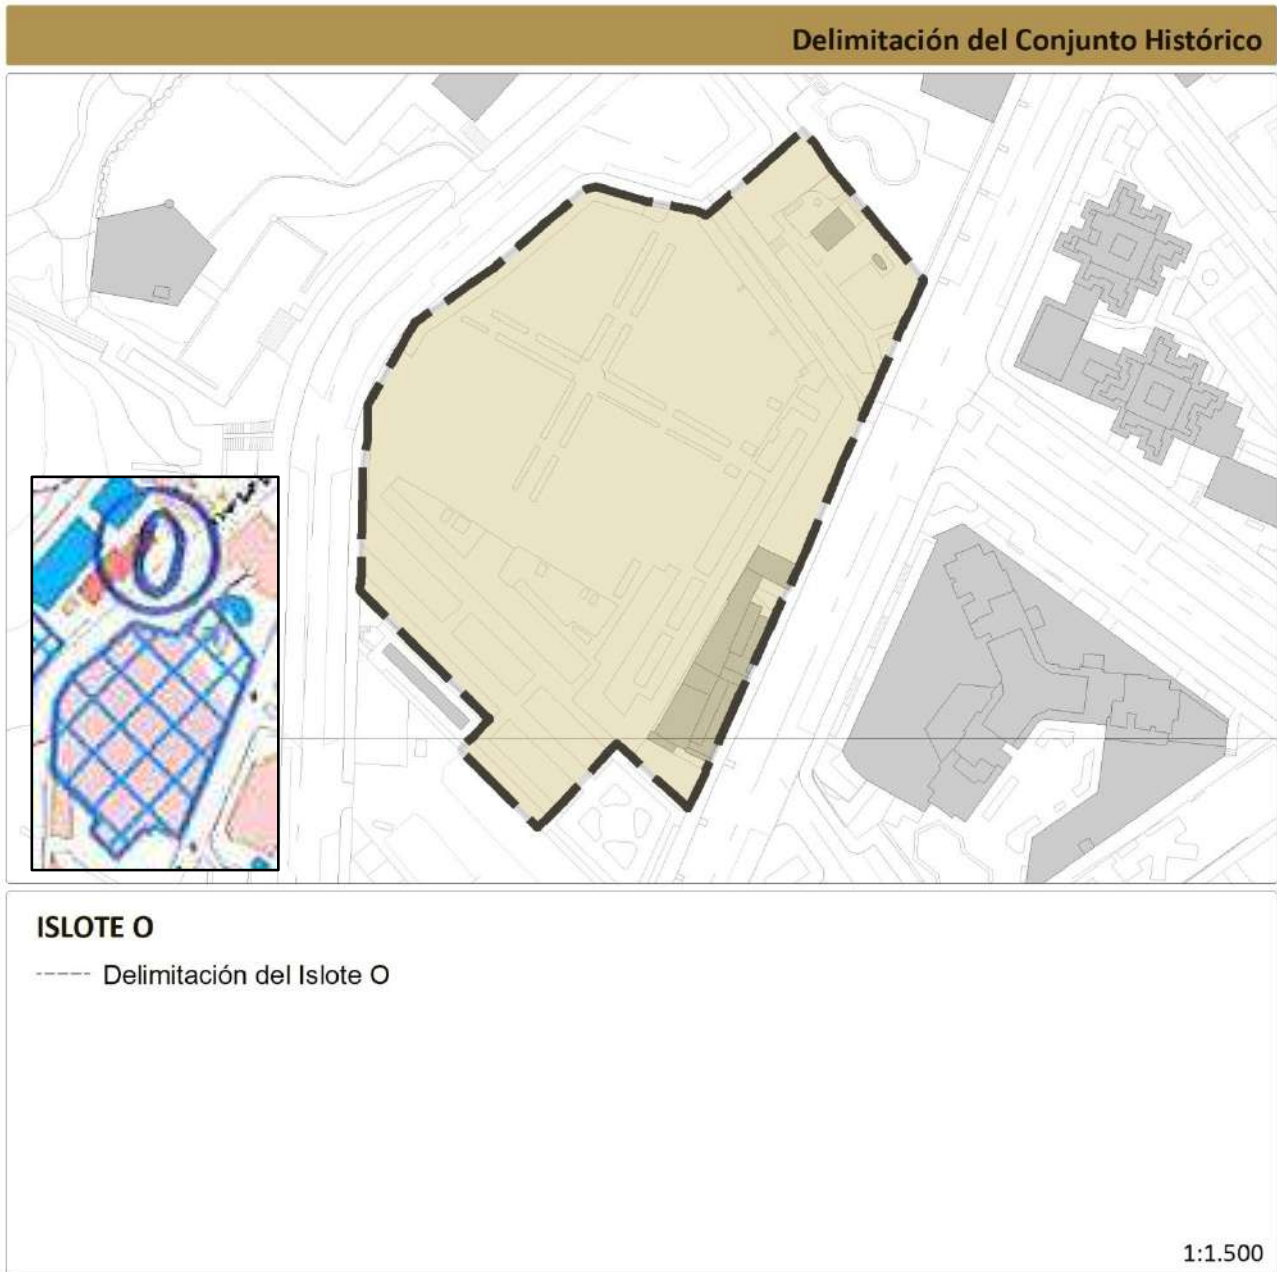 Delimitación del Conjunto Histórico
O
ISLOTE O
Delimitación del Islote O
1:1.500